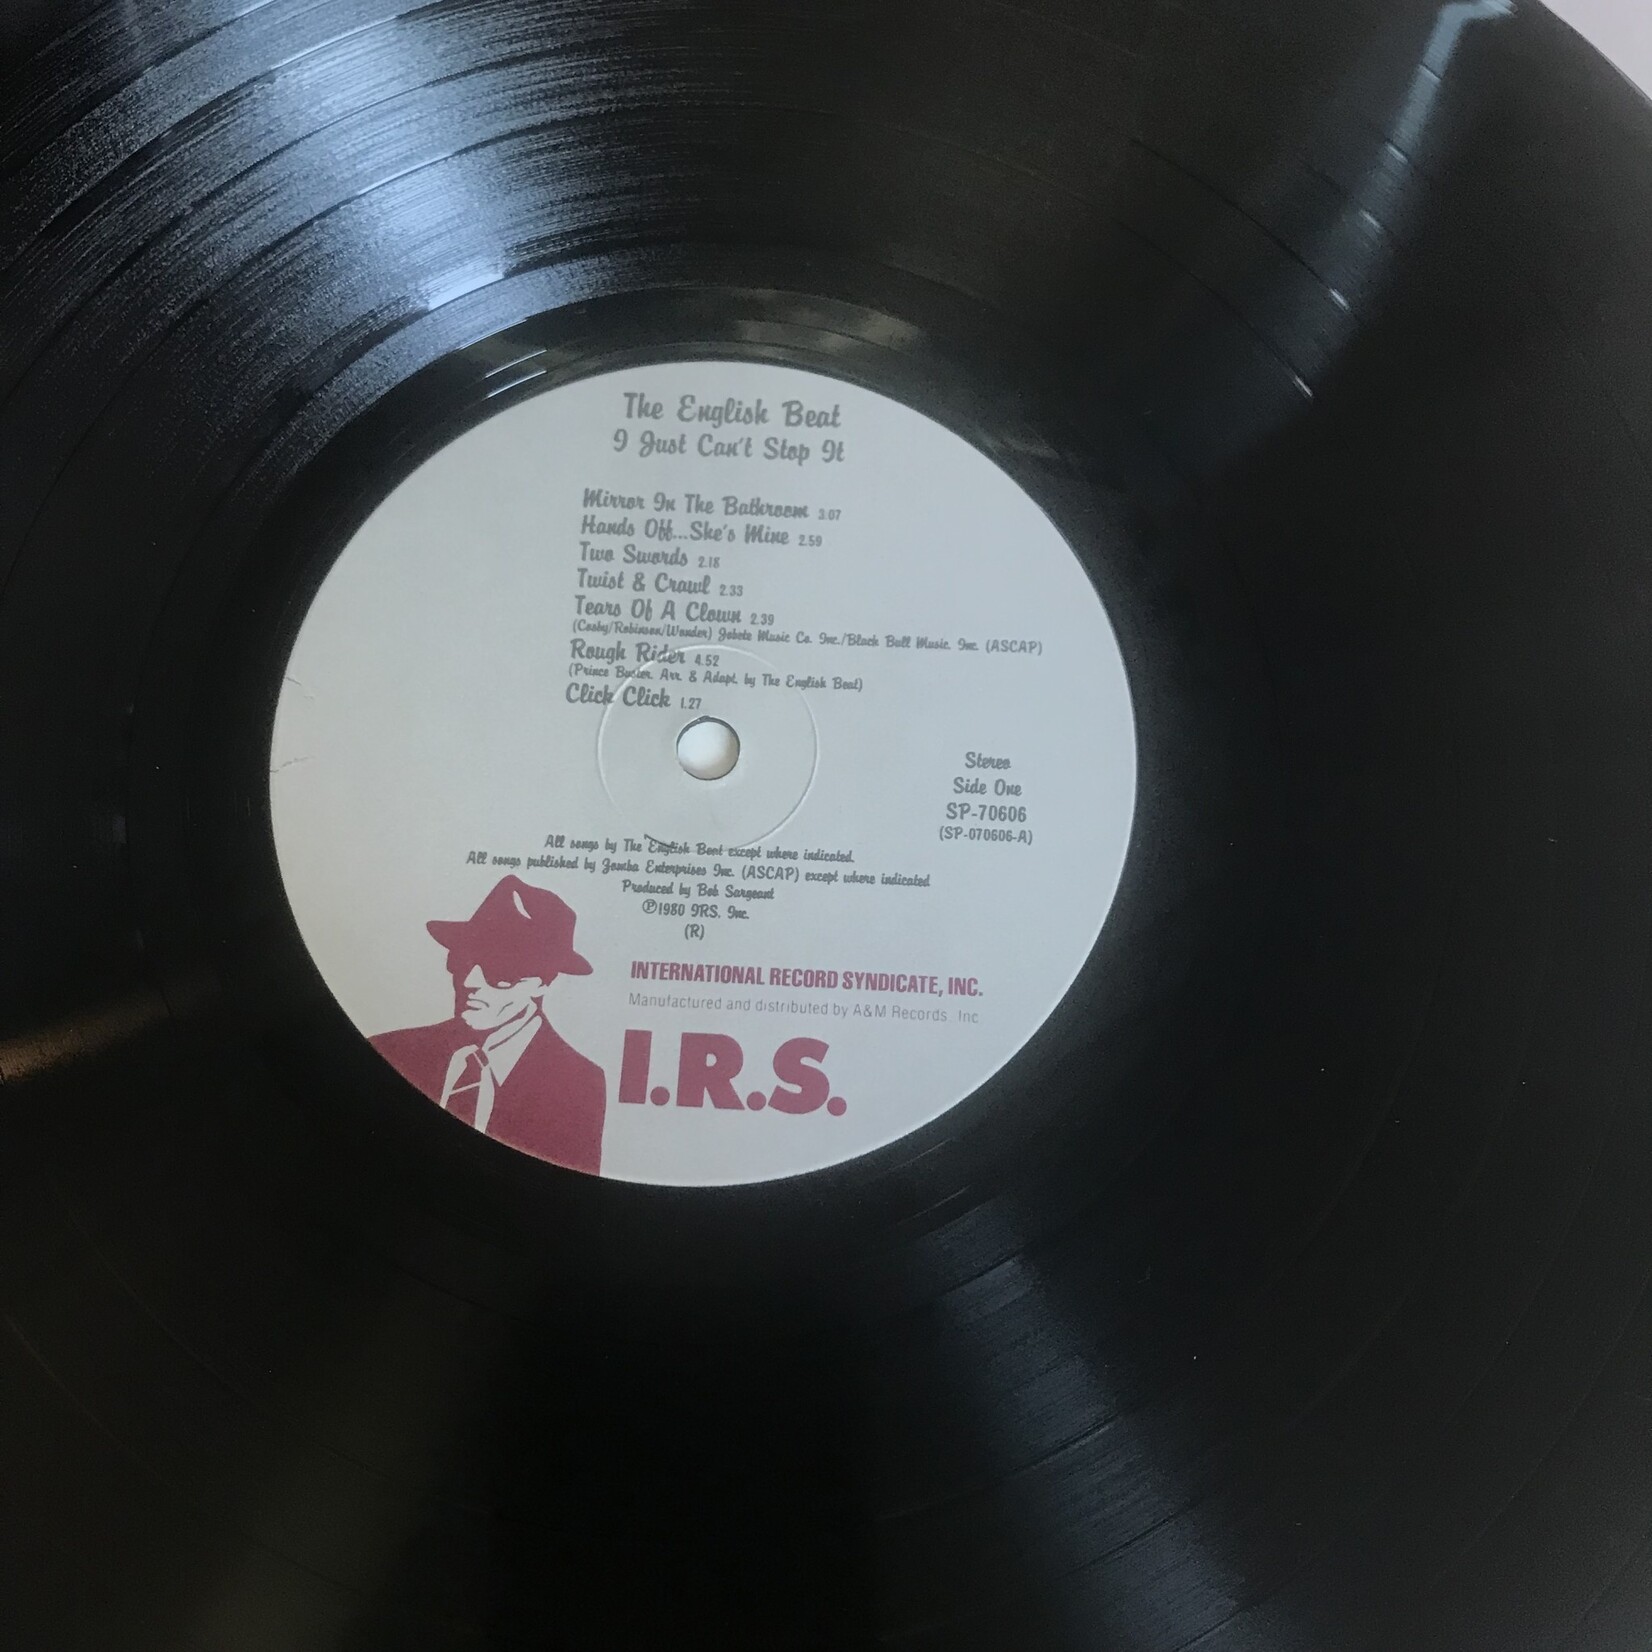 The English Beat
I Just Can't Stop It
Mirror In The Bathroom 3.07
Hands Off...She's Mine 2.59
Two Swords 2.18
Twist & Crawl 2.33
Tears Of A Clown 2.39
(Cosby/Robinson/Wonder) Jobete Music Co. Inc./Black Bull Music. Inc. (ASCAP)
Rough Rider 4.52
(Prince Buster. Arr. & Adapt. by The English Beat)
Click Click 1.27
Stereo
Side One
SP-70606
(SP-070606-A)
All songs by The English Beat except where indicated.
All songs published by Zomba Enterprises Inc. (ASCAP) except where indicated
Produced by Bob Sargeant
℗1980 IRS. Inc.
(R)
INTERNATIONAL RECORD SYNDICATE, INC.
Manufactured and distributed by A&M Records, Inc
I.R.S.